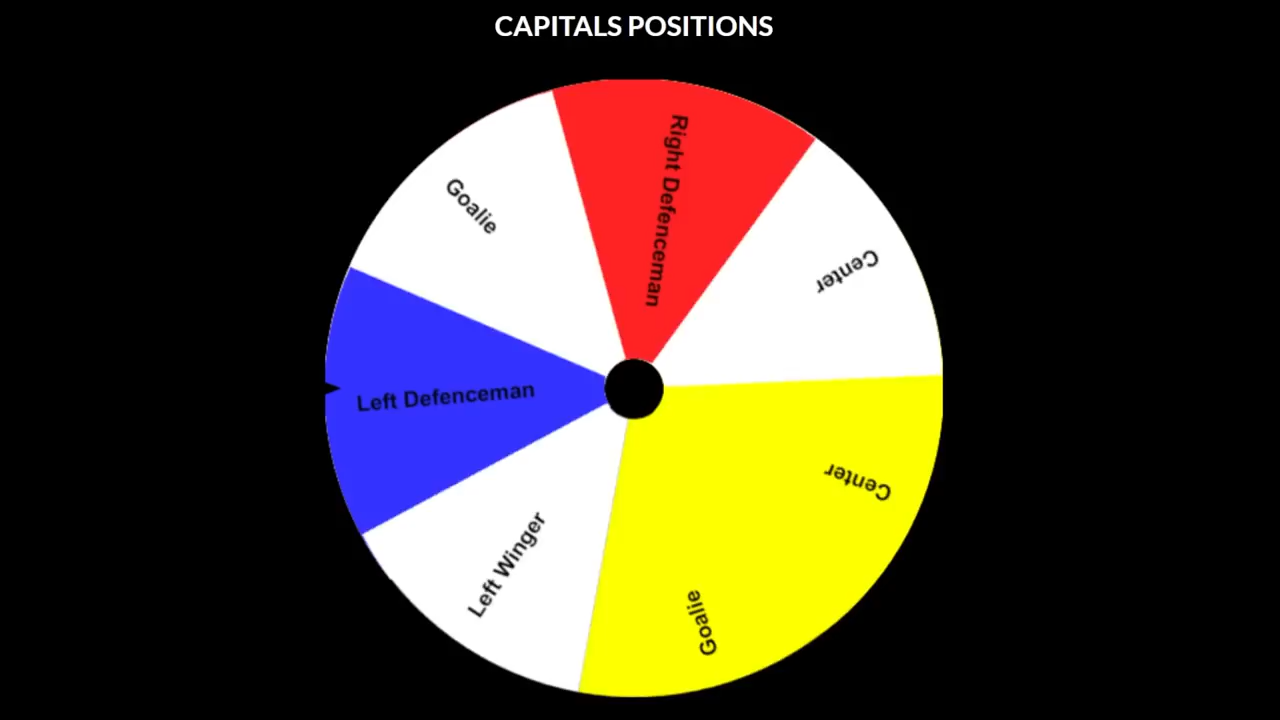 CAPITALS POSITIONS
Right Defenceman
Center
Center
Goalie
Left Winger
Left Defenceman
Goalie